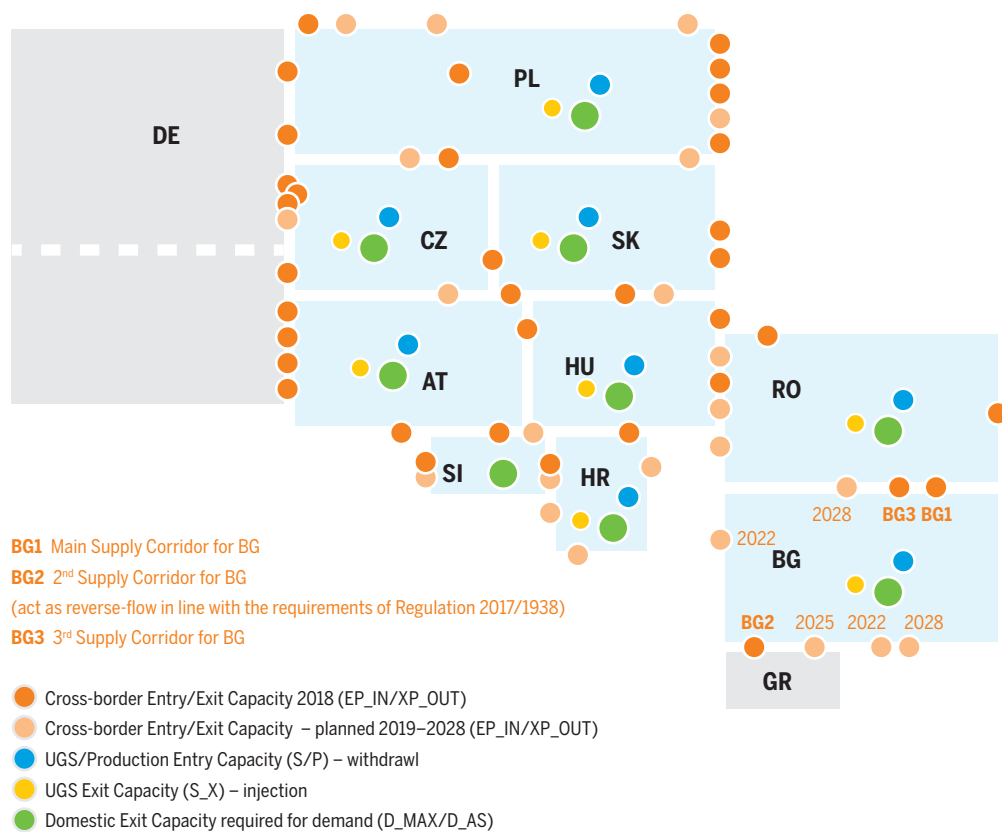 PL
DE
CZ
SK
AT
HU
RO
SI
HR
2028
BG3 BG1
2022
BG
BG1 Main Supply Corridor for BG
BG2 2nd Supply Corridor for BG
(act as reverse-flow in line with the requirements of Regulation 2017/1938)
BG3 3rd Supply Corridor for BG
BG2 2025 2022 2028
GR
Cross-border Entry/Exit Capacity 2018 (EP_IN/XP_OUT)
Cross-border Entry/Exit Capacity – planned 2019–2028 (EP_IN/XP_OUT)
UGS/Production Entry Capacity (S/P) – withdrawl
UGS Exit Capacity (S_X) – injection
Domestic Exit Capacity required for demand (D_MAX/D_AS)